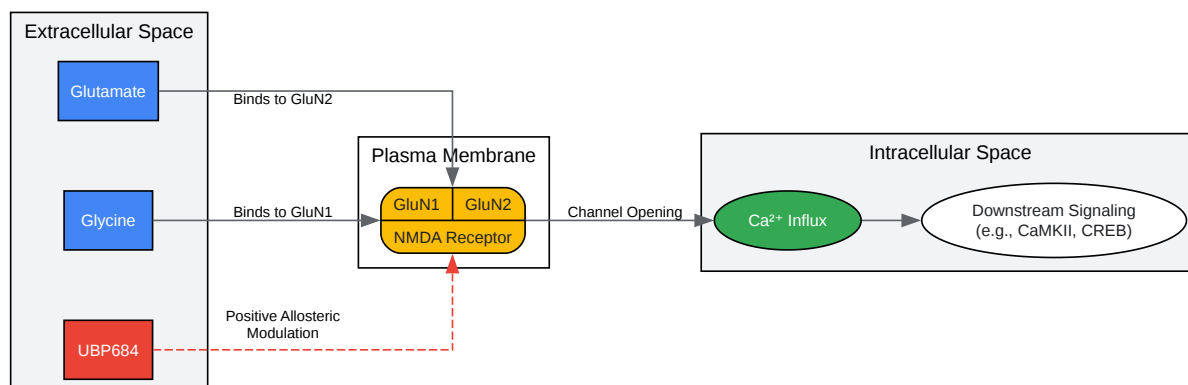 Extracellular Space
Glutamate
Binds to GluN2
Plasma Membrane
Intracellular Space
GluN1
GluN2
Glycine
Binds to GluN1
NMDA Receptor
Channel Opening
Ca²⁺ Influx
Downstream Signaling
(e.g., CaMKII, CREB)
Positive Allosteric
Modulation
UBP684